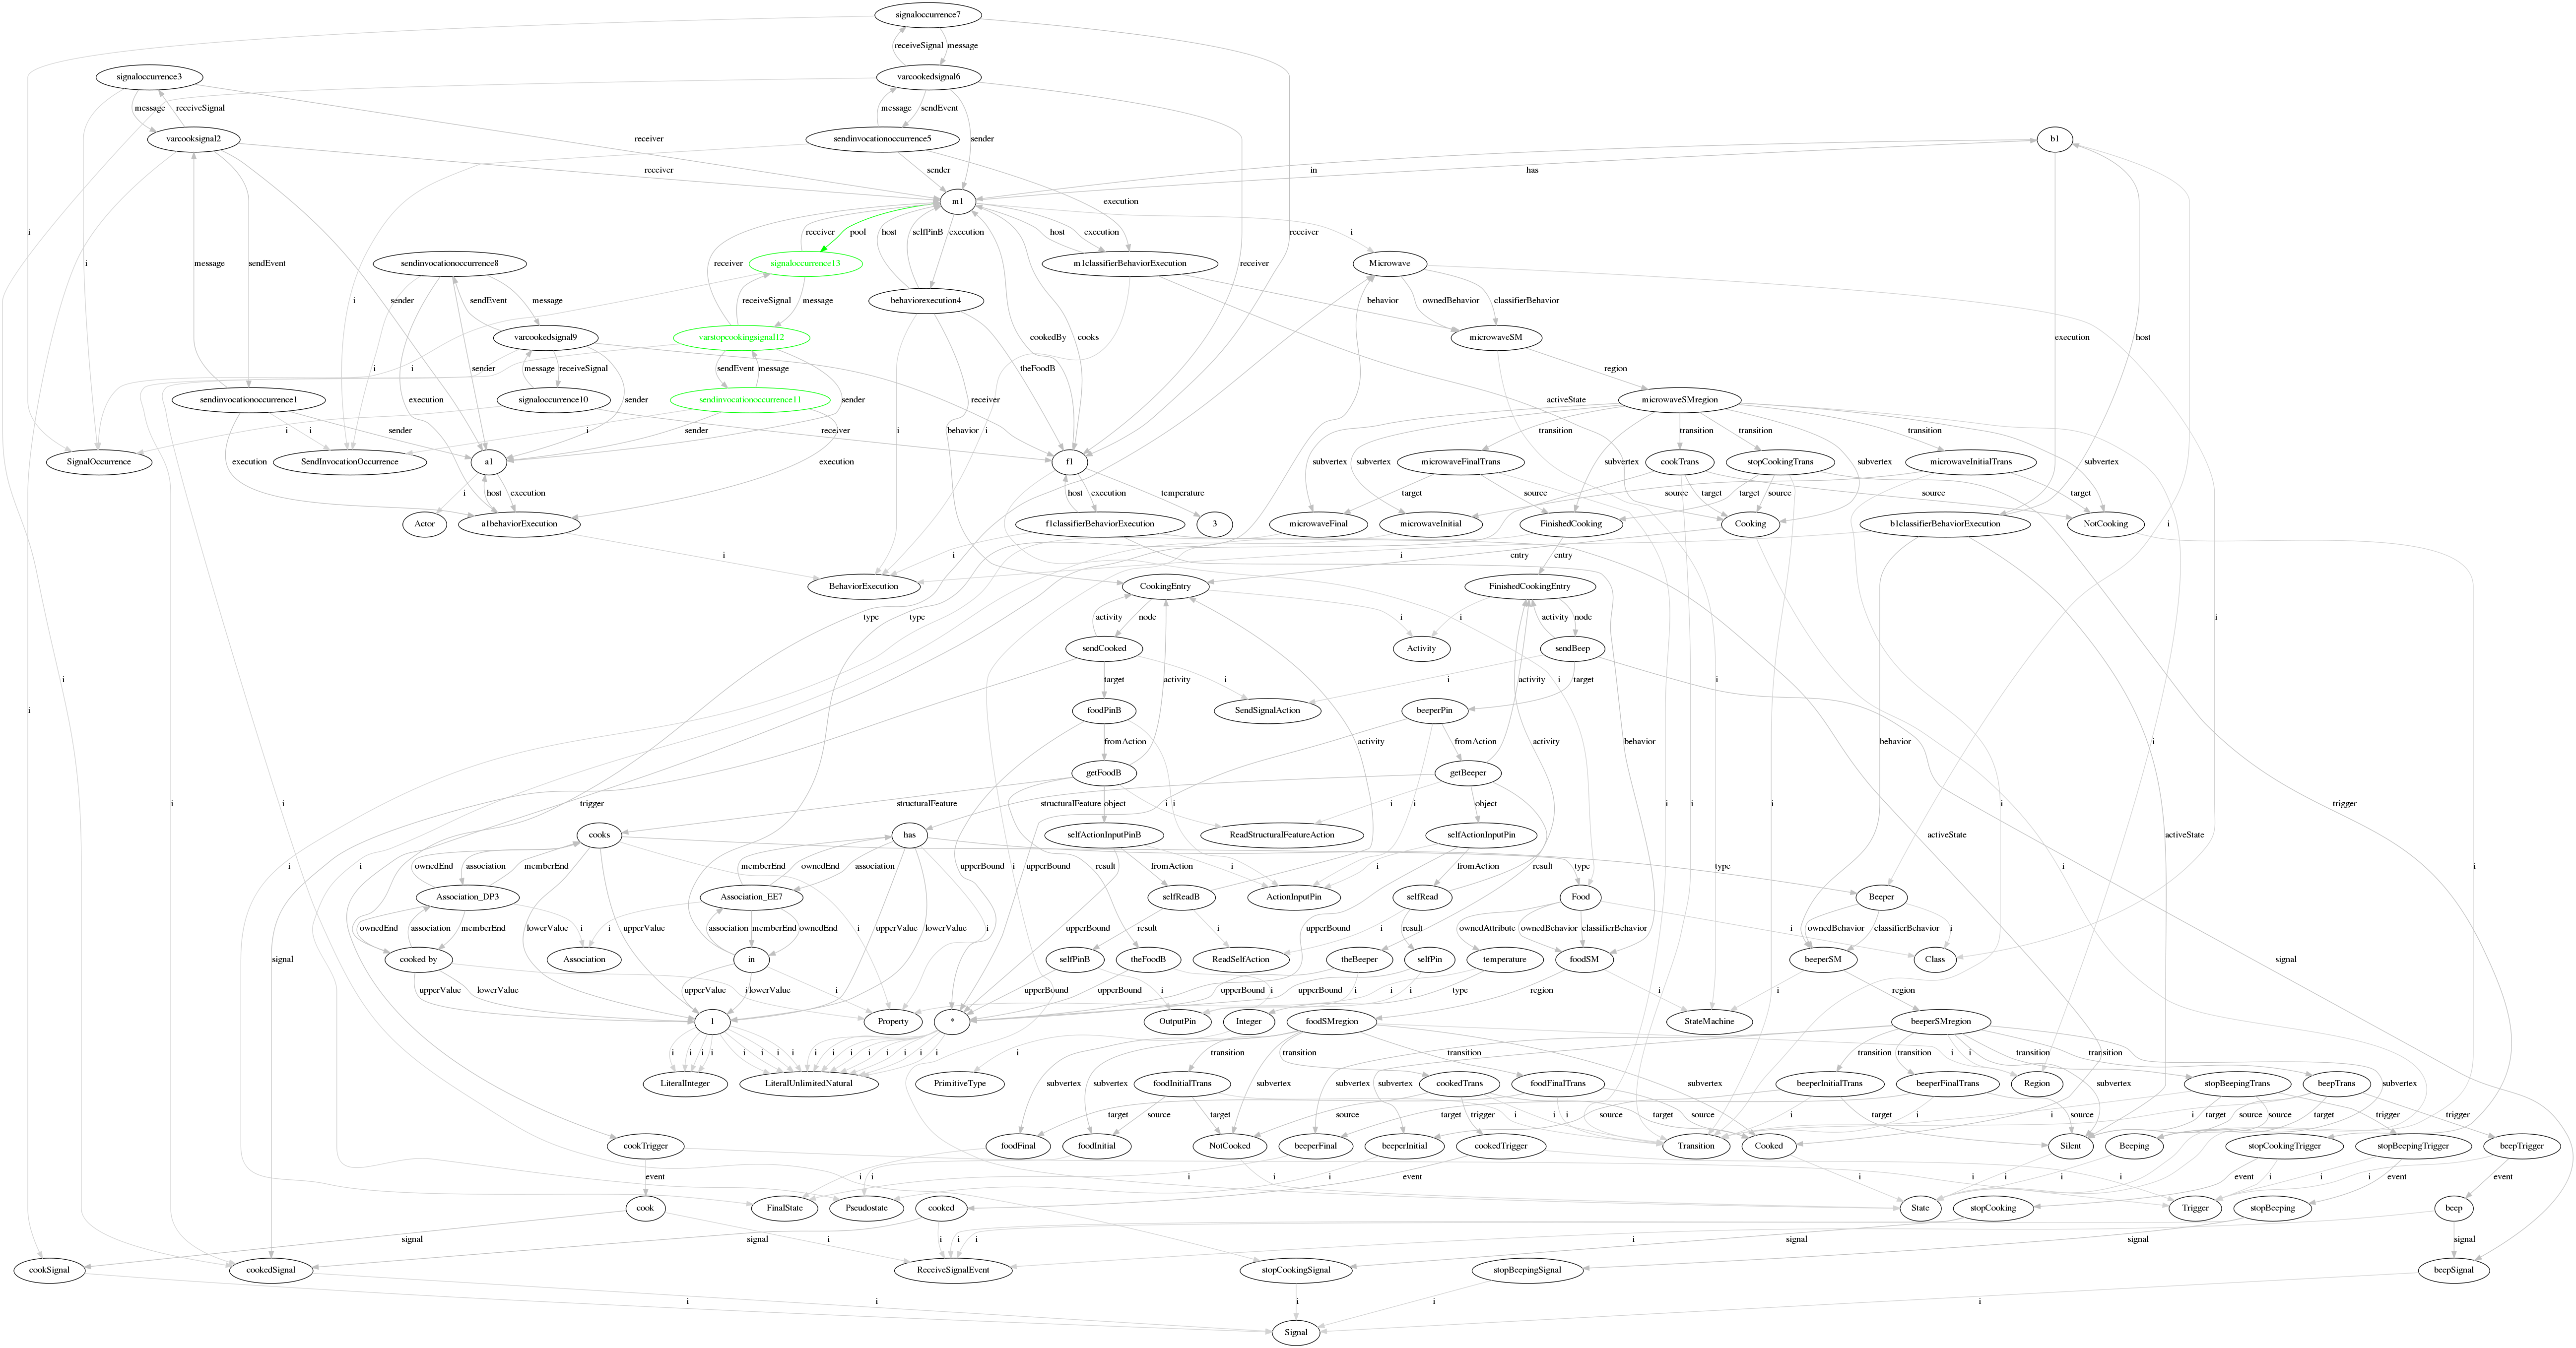 signaloccurrence7
receiveSignal message
signaloccurrence3 varcookedsignal6
message receiveSignal message sendEvent
varcooksignal2 sendinvocationoccurrence5 b1
receiver sender
receiver sender in has
i i execution receiver
m1
message sendEvent i receiver pool host selfPinB execution host execution i
sendinvocationoccurrence8 signaloccurrence13 m1classifierBehaviorExecution Microwave
sender sendEvent message receiver receiveSignal message behavior ownedBehavior classifierBehavior
behaviorexecution4
varcookedsignal9 varstopcookingsignal12 microwaveSM
i sender message receiveSignal sendEvent message theFoodB cookedBy cooks execution host
i i i execution sender receiver sender behavior i activeState region
sendinvocationoccurrence1 signaloccurrence10 sendinvocationoccurrence11 microwaveSMregion
i sender i receiver i sender execution i
transition transition transition transition
execution subvertex subvertex subvertex subvertex subvertex
SignalOccurrence SendInvocationOccurrence a1 f1 microwaveFinalTrans cookTrans stopCookingTrans microwaveInitialTrans
i host execution host execution temperature target source source target target source source target
Actor a1behaviorExecution f1classifierBehaviorExecution 3 microwaveFinal microwaveInitial FinishedCooking Cooking b1classifierBehaviorExecution NotCooking
i i i entry entry
BehaviorExecution CookingEntry FinishedCookingEntry
type type activity node i i activity node i
sendCooked Activity sendBeep
target i activity i target i
foodPinB SendSignalAction beeperPin
fromAction activity fromAction activity behavior behavior i
getFoodB getBeeper
trigger structuralFeature object i structuralFeature i object trigger
cooks has selfActionInputPinB ReadStructuralFeatureAction selfActionInputPin
ownedEnd association memberEnd memberEnd ownedEnd association upperBound i upperBound result fromAction i i fromAction result type type activeState activeState
Association_DP3 Association_EE7 selfReadB ActionInputPin selfRead Food Beeper
ownedEnd association memberEnd lowerValue upperValue i i i association memberEnd ownedEnd upperValue lowerValue i upperBound result i upperBound i result ownedAttribute ownedBehavior classifierBehavior i ownedBehavior classifierBehavior i
cooked by Association in selfPinB theFoodB ReadSelfAction theBeeper selfPin temperature foodSM beeperSM Class
signal upperValue lowerValue i upperValue lowerValue i upperBound upperBound i i upperBound i upperBound i i type region i i region signal
1 Property * OutputPin Integer foodSMregion StateMachine beeperSMregion
i i i i i i i i i i i i i i i transition transition transition i transition transition i transition transition
LiteralInteger LiteralUnlimitedNatural PrimitiveType foodInitialTrans cookedTrans foodFinalTrans beeperInitialTrans beeperFinalTrans Region stopBeepingTrans beepTrans
subvertex subvertex subvertex subvertex subvertex subvertex subvertex subvertex
target source target source trigger i target i i source target source i target i source i target source trigger target trigger
cookTrigger foodFinal foodInitial NotCooked beeperFinal beeperInitial cookedTrigger Transition Cooked Silent Beeping stopCookingTrigger stopBeepingTrigger beepTrigger
event i i i event i i i i event i event i i event
cook FinalState Pseudostate cooked State stopCooking Trigger stopBeeping beep
signal i signal i i i i signal signal signal
cookSignal cookedSignal ReceiveSignalEvent stopCookingSignal stopBeepingSignal beepSignal
i i i i i
Signal